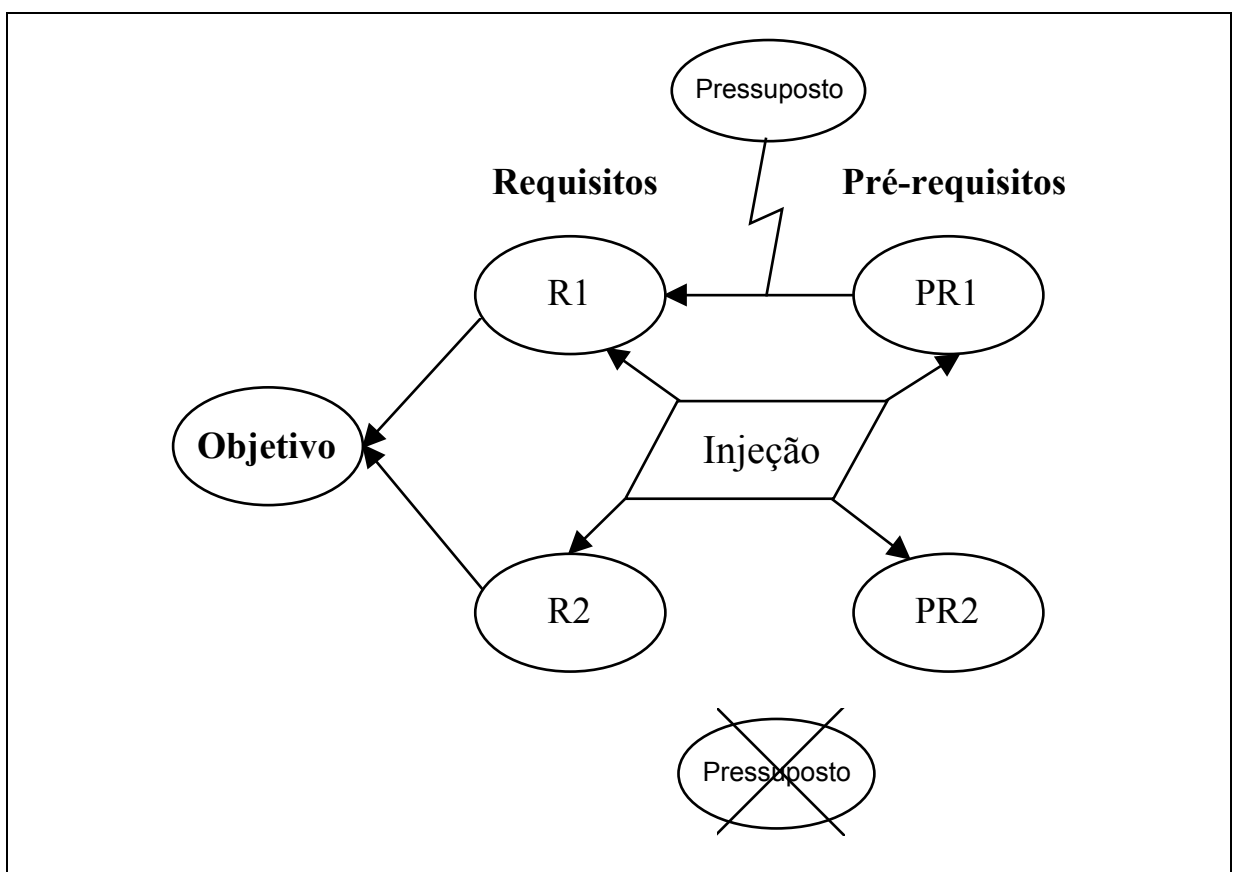 Pressuposto
Requisitos Pré-requisitos
R1 PR1
Objetivo Injeção
R2 PR2
Pressuposto